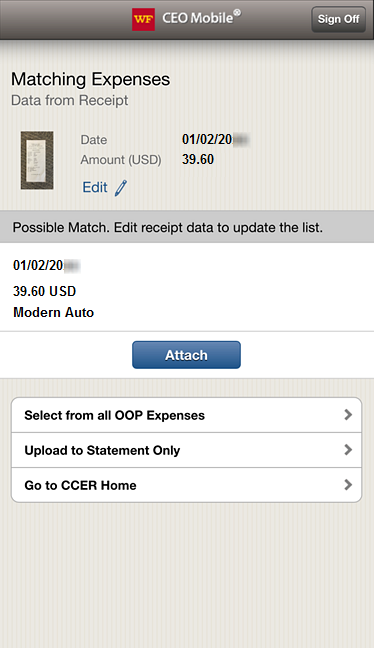 WF CEO Mobile® Sign Off
Matching Expenses
Data from Receipt
Date 01/02/20
Amount (USD) 39.60
Edit
Possible Match. Edit receipt data to update the list.
01/02/20
39.60 USD
Modern Auto
Attach
Select from all OOP Expenses
Upload to Statement Only
Go to CCER Home